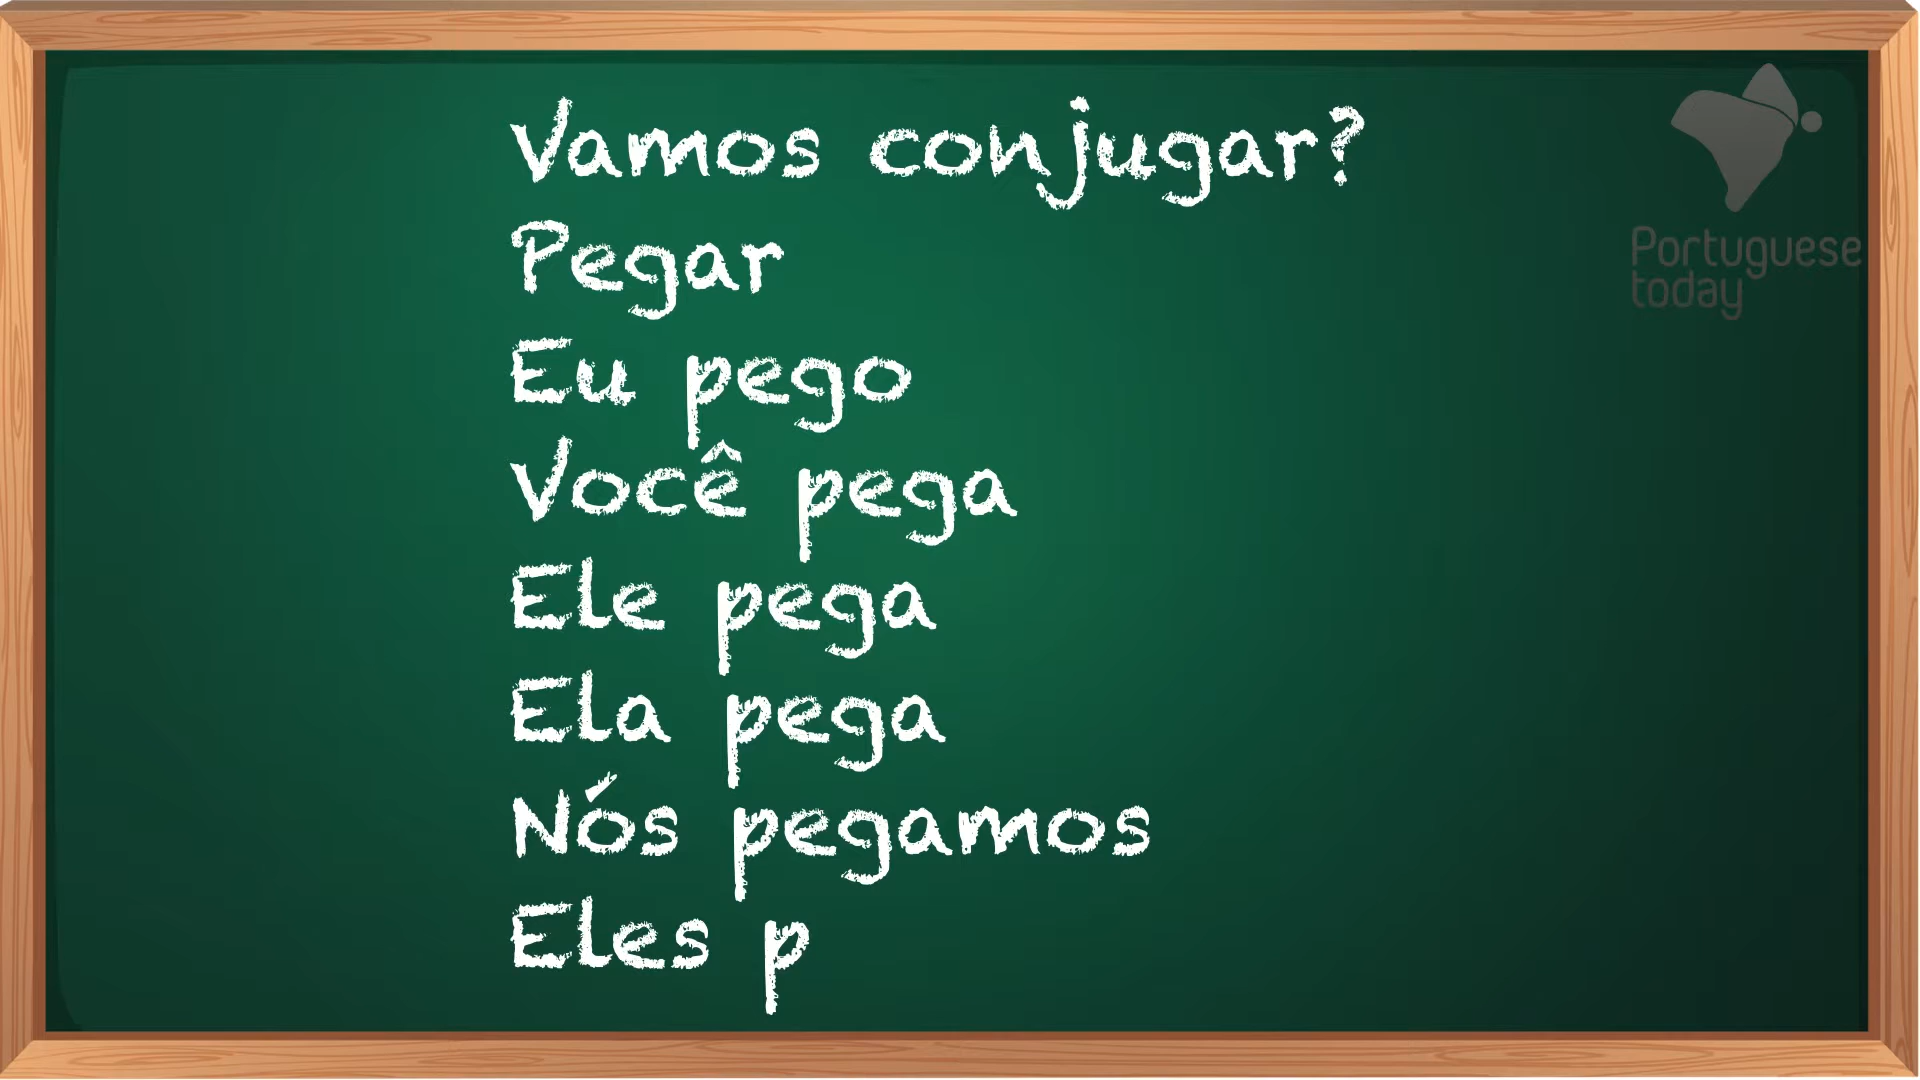 Vamos conjugar?
Pegar
Eu pego
Você pega
Ele pega
Ela pega
Nós pegamos
Eles p
Portuguese
today